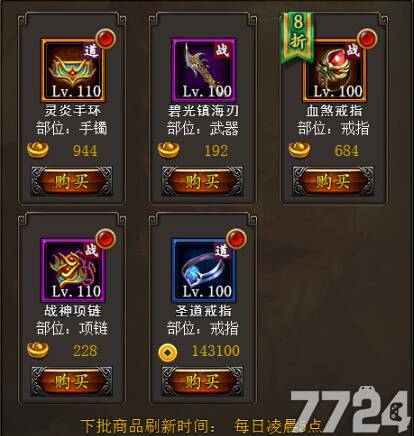 道
Lv.110
灵炎手环
部位：手镯
944
购买
战
Lv.100
碧光镇海刃
部位：武器
192
购买
8折
战
Lv.100
血煞戒指
部位：戒指
684
购买
战
Lv.110
战神项链
部位：项链
228
购买
道
Lv.100
圣道戒指
部位：戒指
143100
购买
下批商品刷新时间： 每日凌晨5点
7724